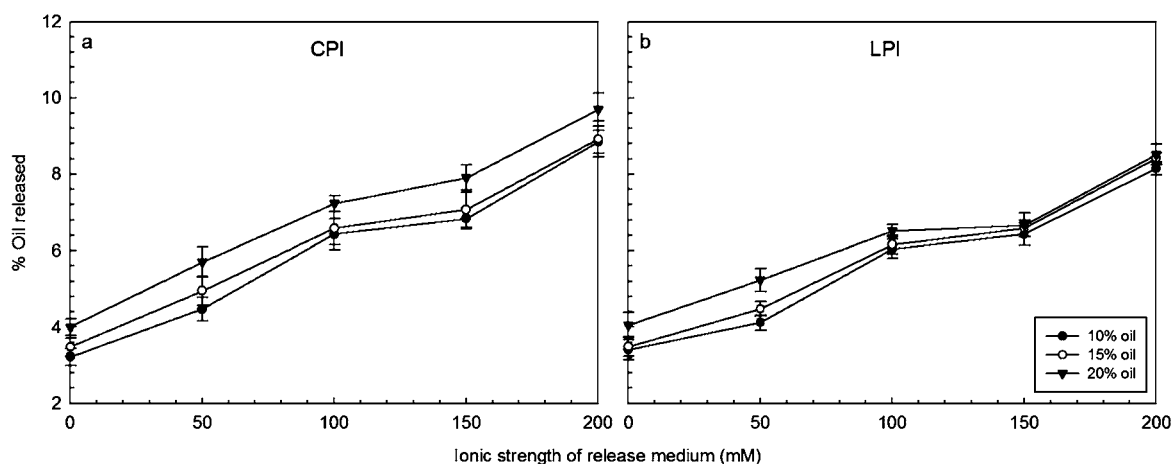 a
CPI
b
LPI
% Oil released
12
10
8
6
4
2
0
50
100
150
200
0
50
100
150
200
10% oil
15% oil
20% oil
Ionic strength of release medium (mM)